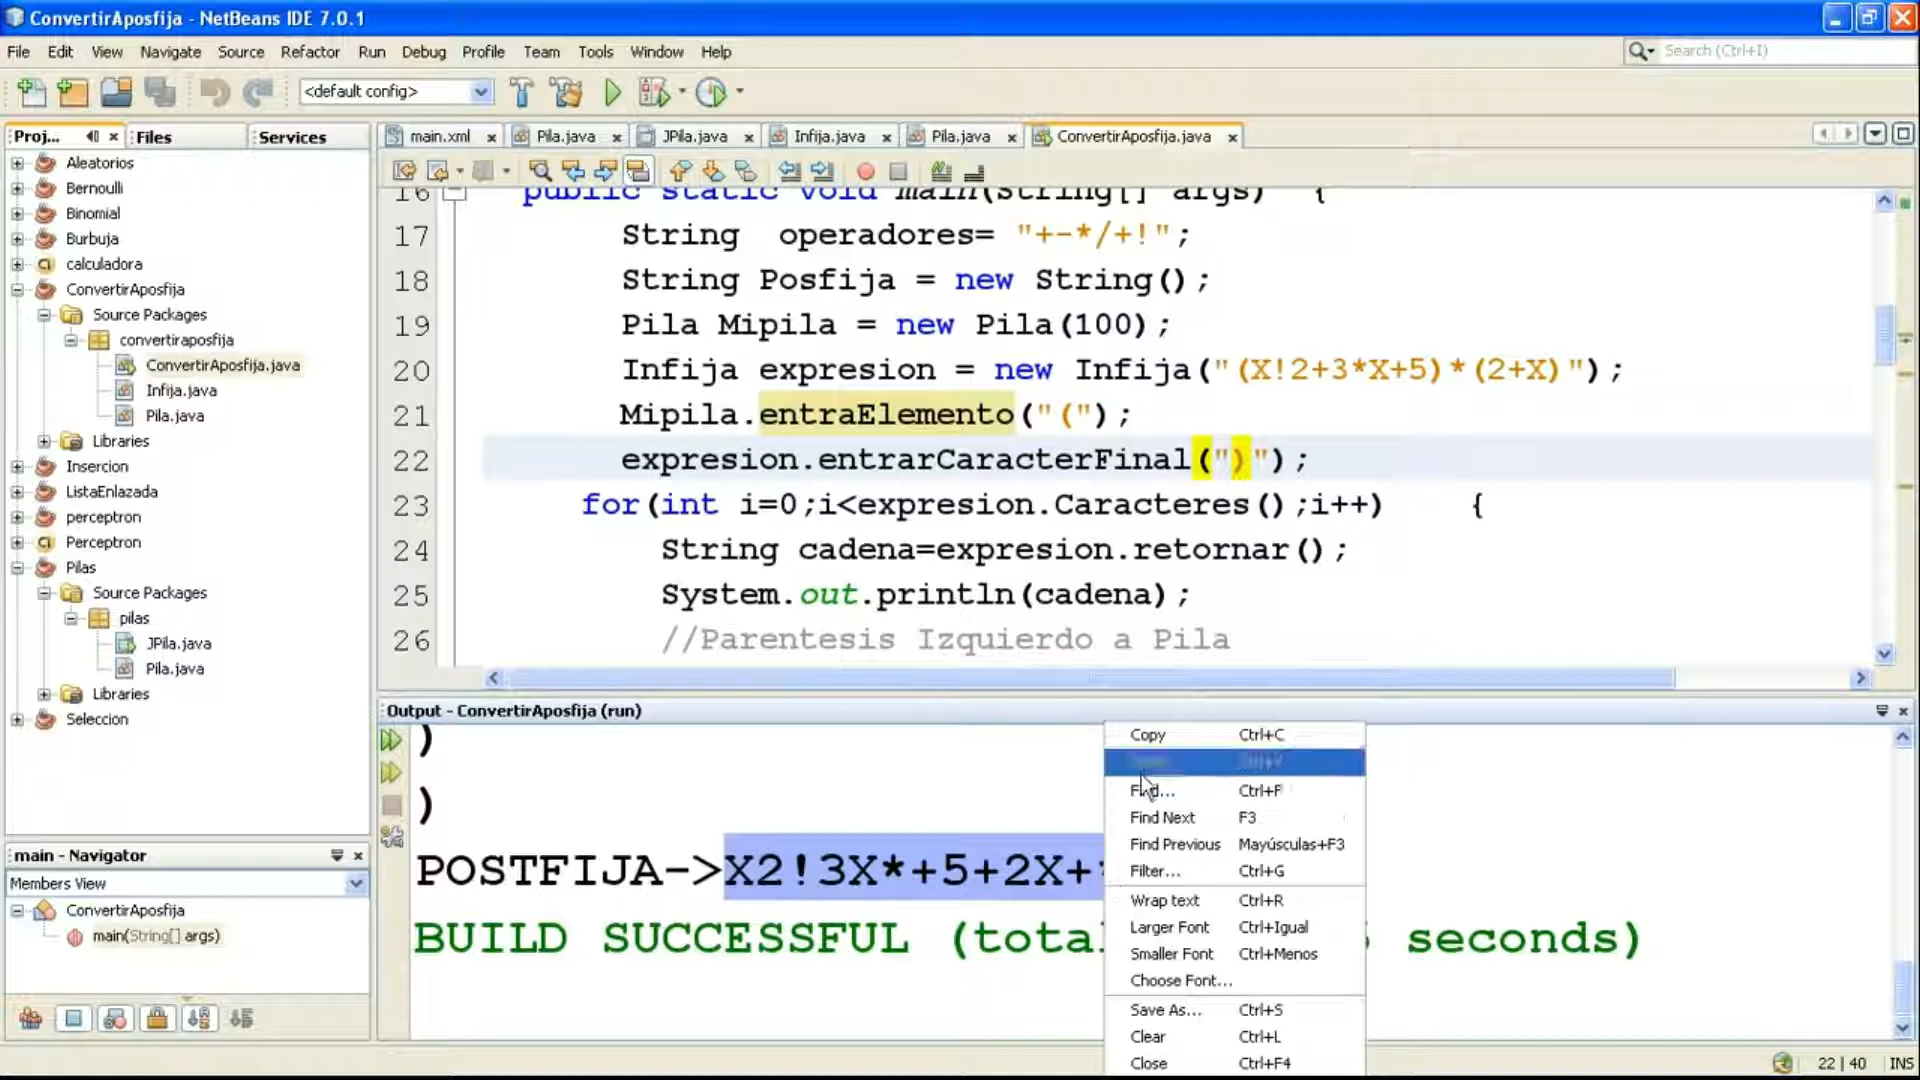 ConvertirAposfija - NetBeans IDE 7.0.1
File Edit View Navigate Source Refactor Run Debug Profile Team Tools Window Help
Search (Ctrl+I)
<default config>
Proj... Files Services
main.xml Pila.java JPila.java Infija.java Pila.java ConvertirAposfija.java
Aleatorios
Bernoulli
Binomial
Burbuja
calculadora
ConvertirAposfija
Source Packages
convertiraposfija
ConvertirAposfija.java
Infija.java
Pila.java
Libraries
Insercion
ListaEnlazada
perceptron
Perceptron
Pilas
Source Packages
pilas
JPila.java
Pila.java
Libraries
Seleccion
16 public static void main(String[] args) {
17 String operadores= "+-*/+!";
18 String Posfija = new String();
19 Pila Mipila = new Pila(100);
20 Infija expresion = new Infija("(X!2+3*X+5)*(2+X)");
21 Mipila.entraElemento("(");
22 expresion.entrarCaracterFinal(")");
23 for(int i=0;i<expresion.Caracteres();i++) {
24 String cadena=expresion.retornar();
25 System.out.println(cadena);
26 //Parentesis Izquierdo a Pila
Output - ConvertirAposfija (run)
)
)
POSTFIJA->X2!3X*+5+2X+
BUILD SUCCESSFUL (total seconds)
Copy Ctrl+C
Find... Ctrl+F
Find Next F3
Find Previous Mayúsculas+F3
Filter... Ctrl+G
Wrap text Ctrl+R
Larger Font Ctrl+Igual
Smaller Font Ctrl+Menos
Choose Font...
Save As... Ctrl+S
Clear Ctrl+L
Close Ctrl+F4
main - Navigator
Members View
ConvertirAposfija
main(String[] args)
22 | 40 INS